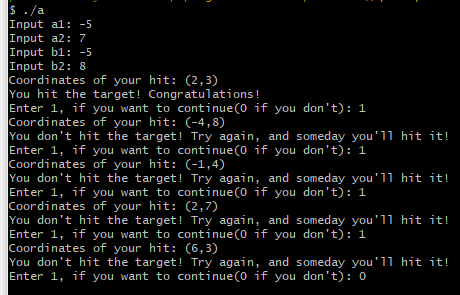 $ ./a
Input a1: -5
Input a2: 7
Input b1: -5
Input b2: 8
Coordinates of your hit: (2,3)
You hit the target! Congratulations!
Enter 1, if you want to continue(0 if you don't): 1
Coordinates of your hit: (-4,8)
You don't hit the target! Try again, and someday you'll hit it!
Enter 1, if you want to continue(0 if you don't): 1
Coordinates of your hit: (-1,4)
You don't hit the target! Try again, and someday you'll hit it!
Enter 1, if you want to continue(0 if you don't): 1
Coordinates of your hit: (2,7)
You don't hit the target! Try again, and someday you'll hit it!
Enter 1, if you want to continue(0 if you don't): 1
Coordinates of your hit: (6,3)
You don't hit the target! Try again, and someday you'll hit it!
Enter 1, if you want to continue(0 if you don't): 0